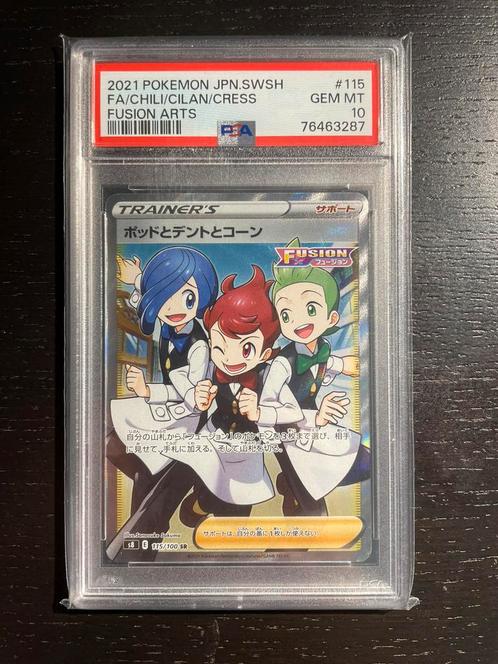 2021 POKEMON JPN.SWSH #115
FA/CHILI/CILAN/CRESS GEM MT
FUSION ARTS 10
PSA 76463287
TRAINER'S サポート
ポッドとデントとコーン
FUSION
フュージョン
自分の山札から「フュージョン」のポケモンを3枚まで選び、相手
に見せて、手札に加える。そして山札を切る。
Illus. Sanosuke Sakuma
サポートは、自分の番に1枚しか使えない。
s8 E 115/100 SR